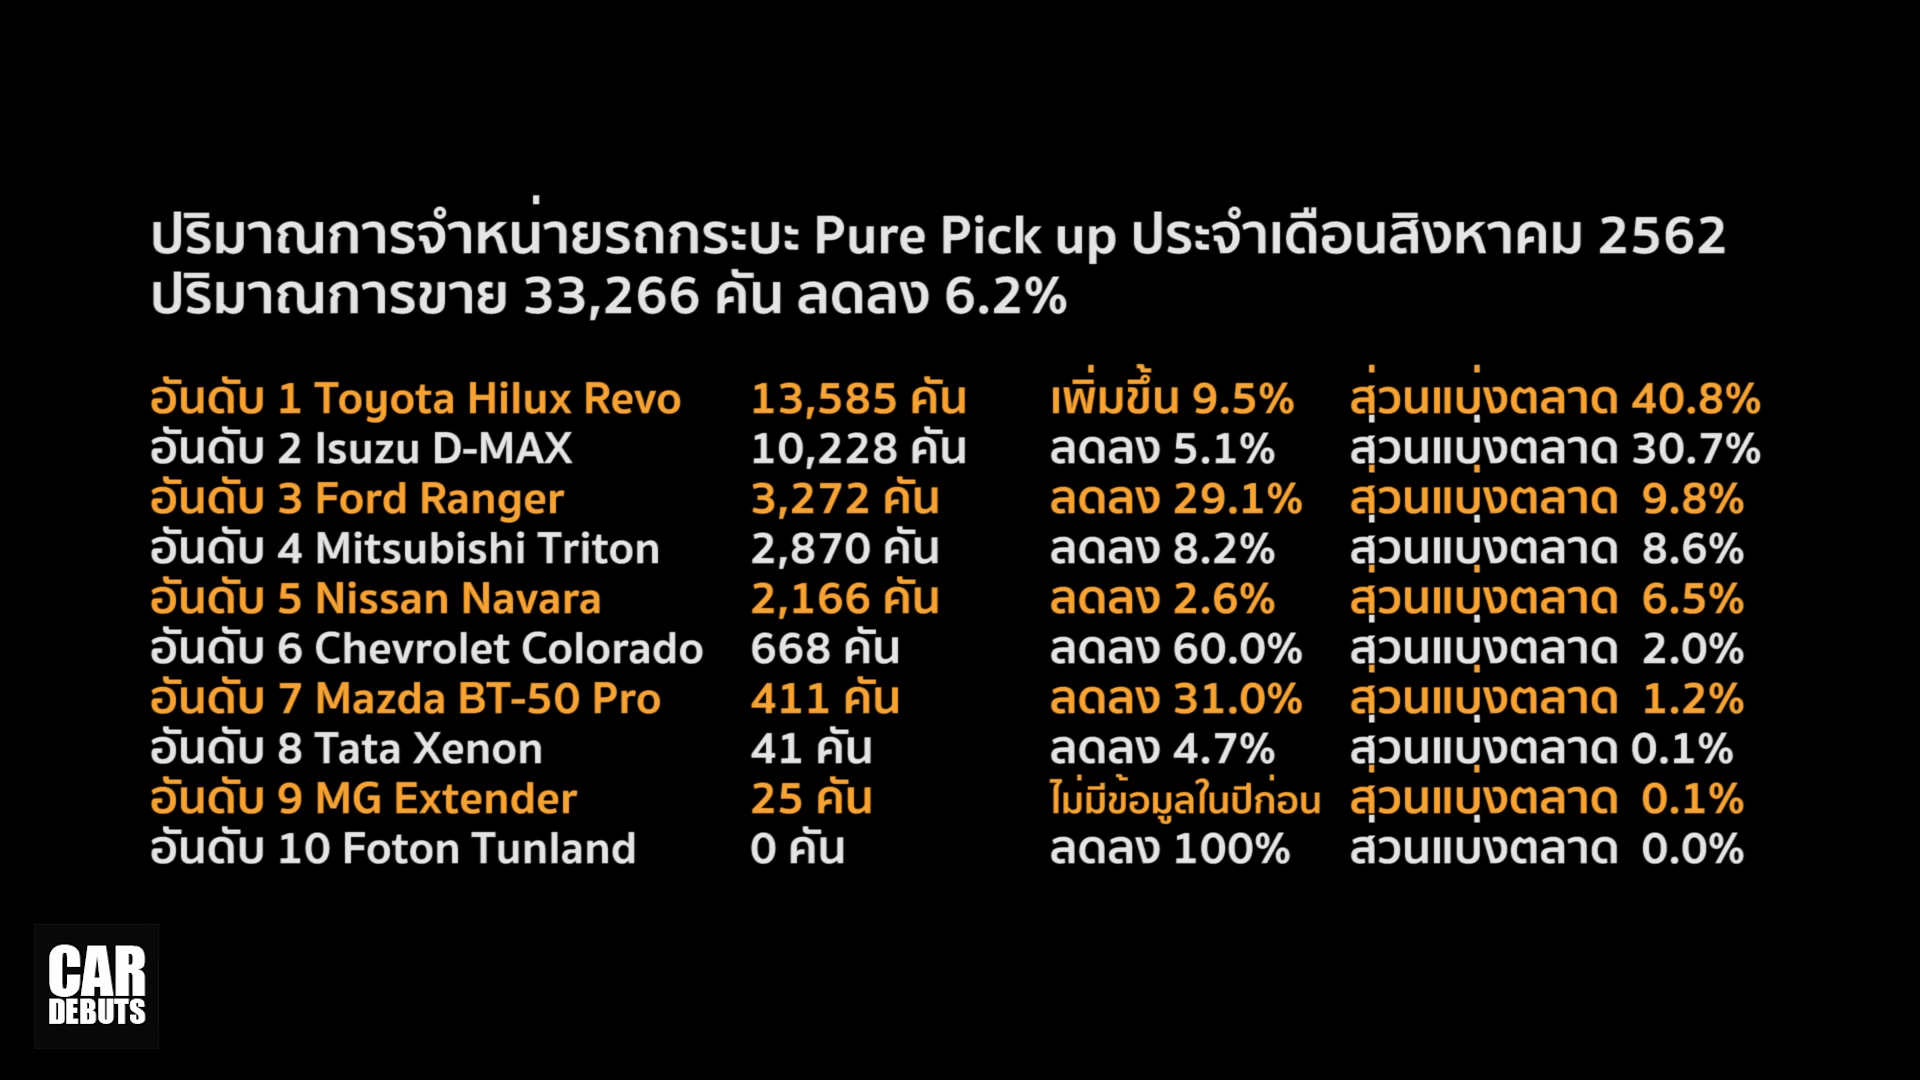 ปริมาณการจำหน่ายรถกระบะ Pure Pick up ประจำเดือนสิงหาคม 2562
ปริมาณการขาย 33,266 คัน ลดลง 6.2%
อันดับ 1 Toyota Hilux Revo 13,585 คัน เพิ่มขึ้น 9.5% ส่วนแบ่งตลาด 40.8%
อันดับ 2 Isuzu D-MAX 10,228 คัน ลดลง 5.1% ส่วนแบ่งตลาด 30.7%
อันดับ 3 Ford Ranger 3,272 คัน ลดลง 29.1% ส่วนแบ่งตลาด 9.8%
อันดับ 4 Mitsubishi Triton 2,870 คัน ลดลง 8.2% ส่วนแบ่งตลาด 8.6%
อันดับ 5 Nissan Navara 2,166 คัน ลดลง 2.6% ส่วนแบ่งตลาด 6.5%
อันดับ 6 Chevrolet Colorado 668 คัน ลดลง 60.0% ส่วนแบ่งตลาด 2.0%
อันดับ 7 Mazda BT-50 Pro 411 คัน ลดลง 31.0% ส่วนแบ่งตลาด 1.2%
อันดับ 8 Tata Xenon 41 คัน ลดลง 4.7% ส่วนแบ่งตลาด 0.1%
อันดับ 9 MG Extender 25 คัน ไม่มีข้อมูลในปีก่อน ส่วนแบ่งตลาด 0.1%
อันดับ 10 Foton Tunland 0 คัน ลดลง 100% ส่วนแบ่งตลาด 0.0%
CAR
DEBUTS